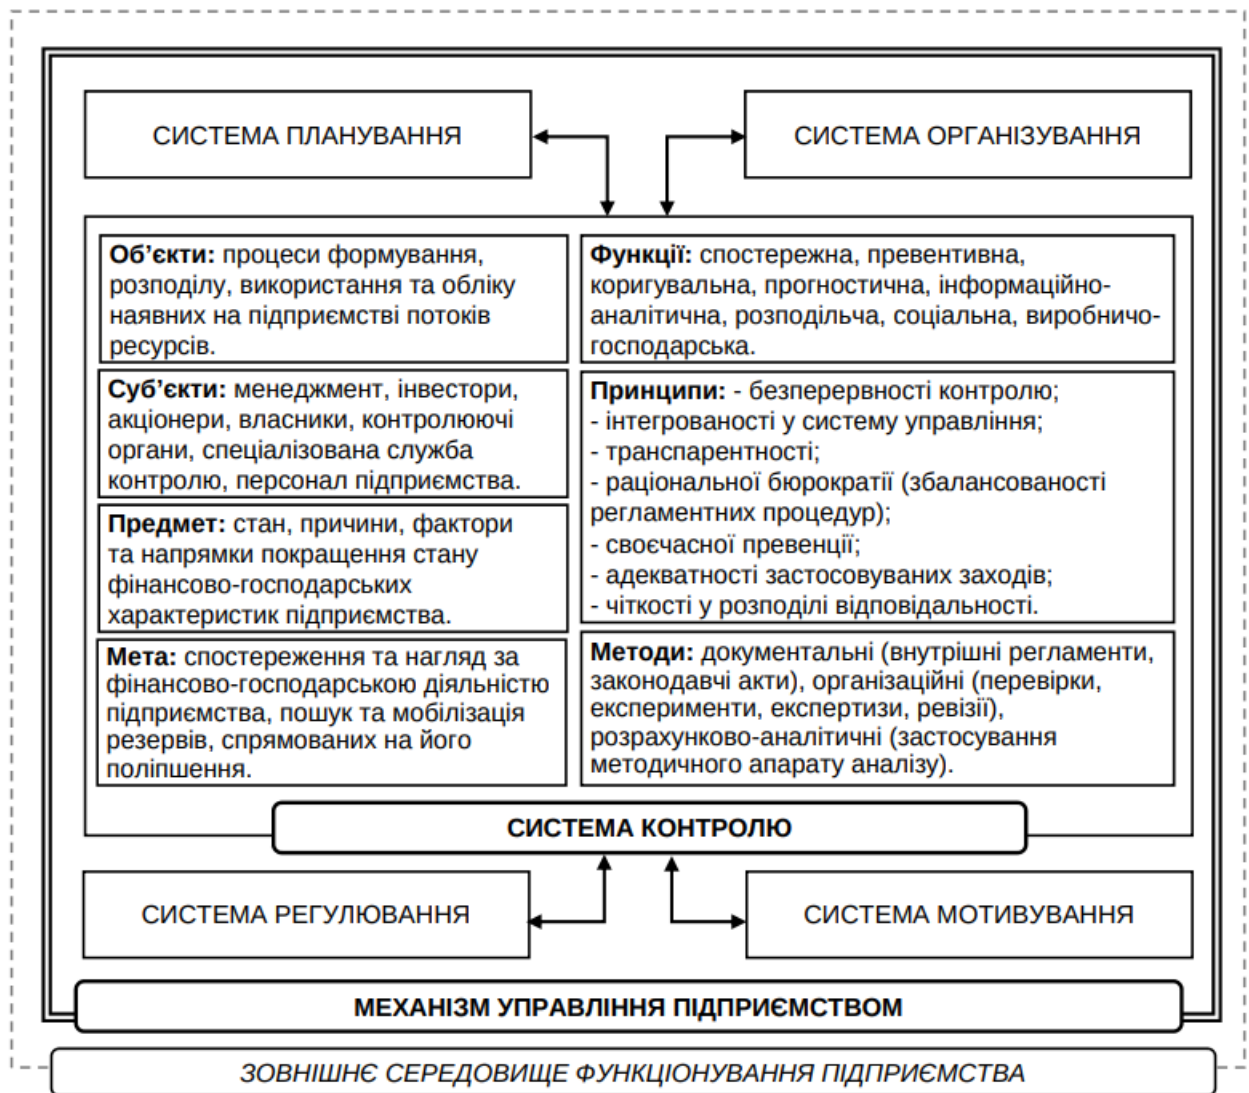 СИСТЕМА ПЛАНУВАННЯ
СИСТЕМА ОРГАНІЗУВАННЯ
Об’єкти: процеси формування,
розподілу, використання та обліку
наявних на підприємстві потоків
ресурсів.
Суб’єкти: менеджмент, інвестори,
акціонери, власники, контролюючі
органи, спеціалізована служба
контролю, персонал підприємства.
Предмет: стан, причини, фактори
та напрямки покращення стану
фінансово-господарських
характеристик підприємства.
Мета: спостереження та нагляд за
фінансово-господарською діяльністю
підприємства, пошук та мобілізація
резервів, спрямованих на його
поліпшення.
Функції: спостережна, превентивна,
коригувальна, прогностична, інформаційно-
аналітична, розподільча, соціальна, виробничо-
господарська.
Принципи: - безперервності контролю;
- інтегрованості у систему управління;
- транспарентності;
- раціональної бюрократії (збалансованості
регламентних процедур);
- своєчасної превенції;
- адекватності застосовуваних заходів;
- чіткості у розподілі відповідальності.
Методи: документальні (внутрішні регламенти,
законодавчі акти), організаційні (перевірки,
експерименти, експертизи, ревізії),
розрахунково-аналітичні (застосування
методичного апарату аналізу).
СИСТЕМА КОНТРОЛЮ
СИСТЕМА РЕГУЛЮВАННЯ
СИСТЕМА МОТИВУВАННЯ
МЕХАНІЗМ УПРАВЛІННЯ ПІДПРИЄМСТВОМ
ЗОВНІШНЄ СЕРЕДОВИЩЕ ФУНКЦІОНУВАННЯ ПІДПРИЄМСТВА